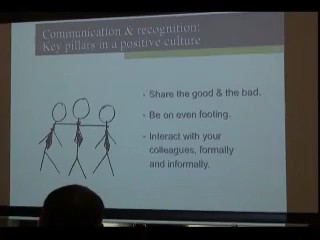 Communication & recognition:
Key pillars in a positive culture
• Share the good & the bad.
• Be on even footing.
• Interact with your
colleagues, formally
and informally.